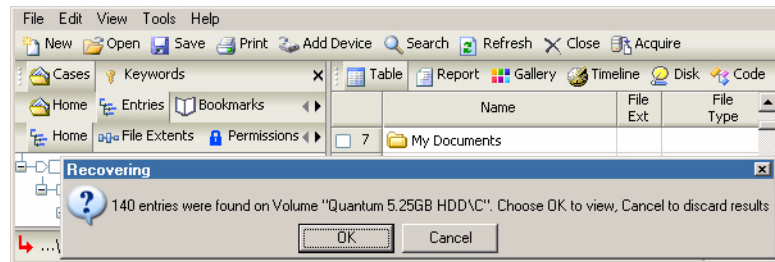 File Edit View Tools Help
New Open Save Print Add Device Search Refresh Close Acquire
Cases Keywords Table Report Gallery Timeline Disk Code
Home Entries Bookmarks Name File Ext File Type
Home File Extents Permissions 7 My Documents
Recovering
140 entries were found on Volume "Quantum 5.25GB HDD\C". Choose OK to view, Cancel to discard results
OK Cancel
...\